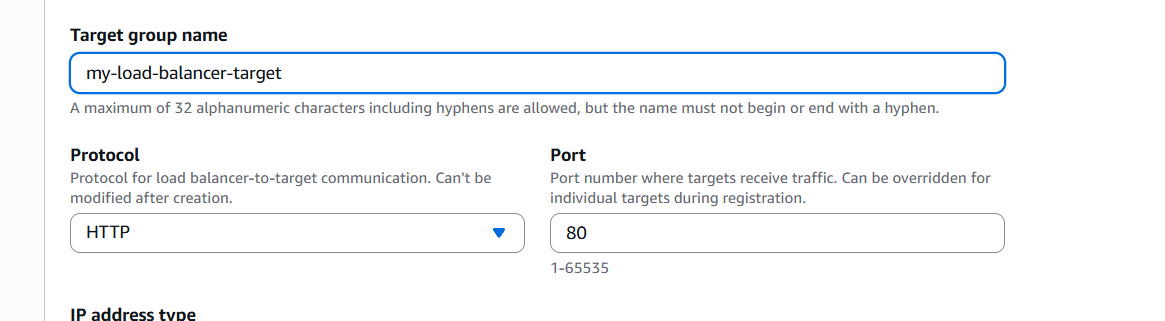 Target group name
my-load-balancer-target
A maximum of 32 alphanumeric characters including hyphens are allowed, but the name must not begin or end with a hyphen.
Protocol
Protocol for load balancer-to-target communication. Can't be
modified after creation.
HTTP
Port
Port number where targets receive traffic. Can be overridden for
individual targets during registration.
80
1-65535
IP address type